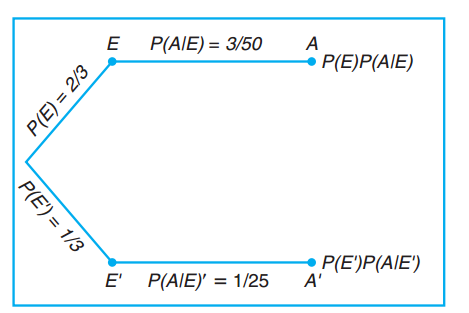 E P(A|E) = 3/50 A
P(E)P(A|E)
P(E) = 2/3
P(E') = 1/3
P(E')P(A|E')
E' P(A|E)' = 1/25 A'